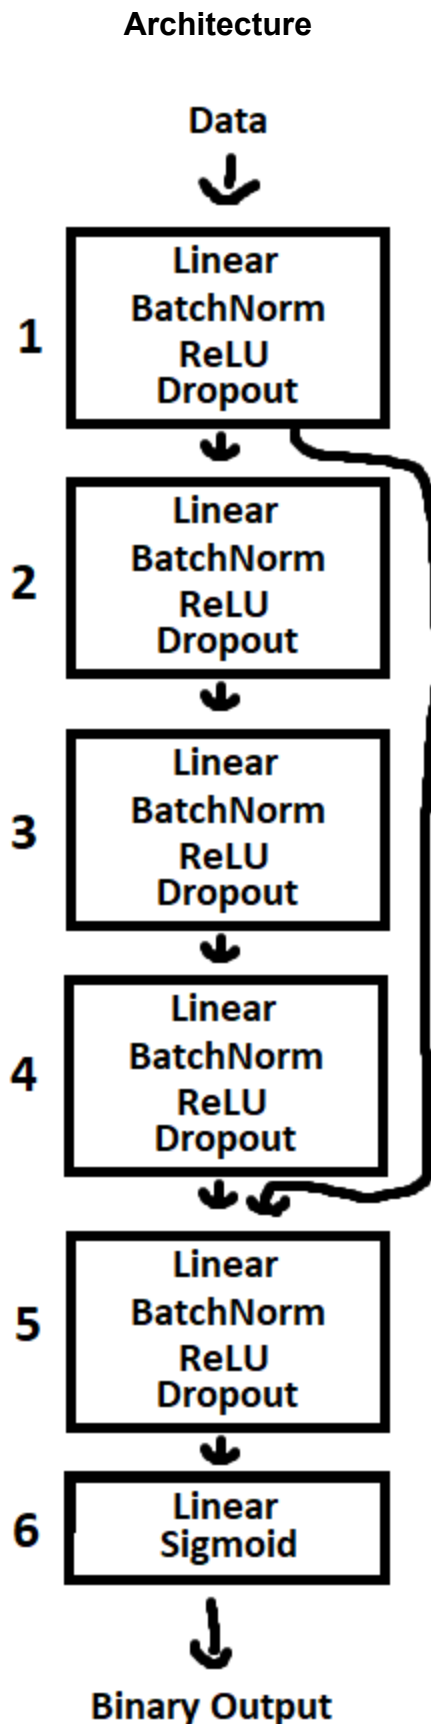 Architecture
Data
1
Linear
BatchNorm
ReLU
Dropout
2
Linear
BatchNorm
ReLU
Dropout
3
Linear
BatchNorm
ReLU
Dropout
4
Linear
BatchNorm
ReLU
Dropout
5
Linear
BatchNorm
ReLU
Dropout
6
Linear
Sigmoid
Binary Output